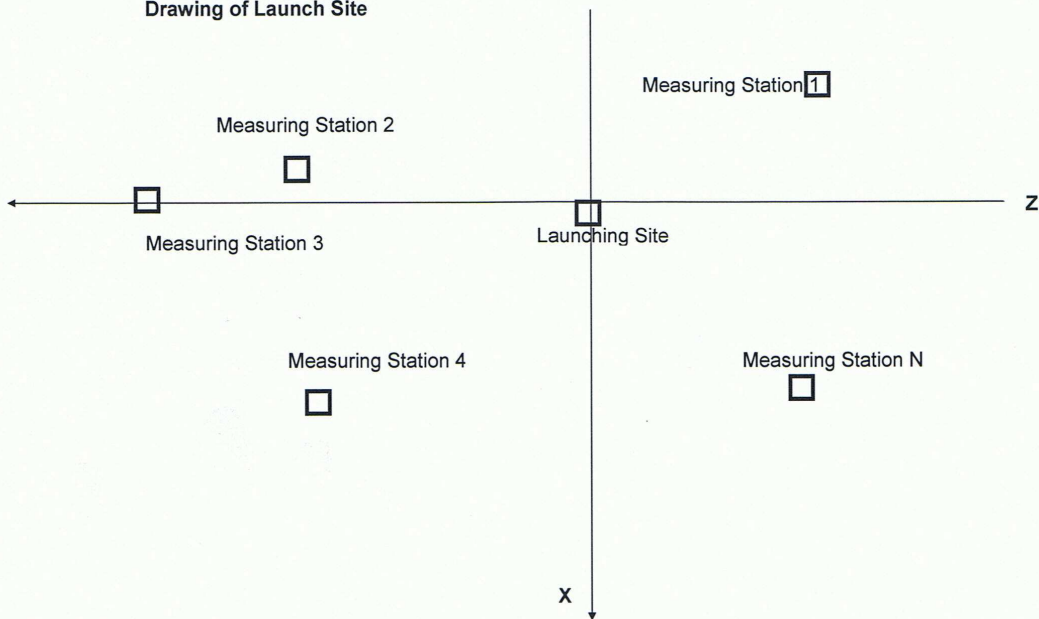 Drawing of Launch Site
Measuring Station 1
Measuring Station 2
Z
Launching Site
Measuring Station 3
Measuring Station 4
Measuring Station N
X